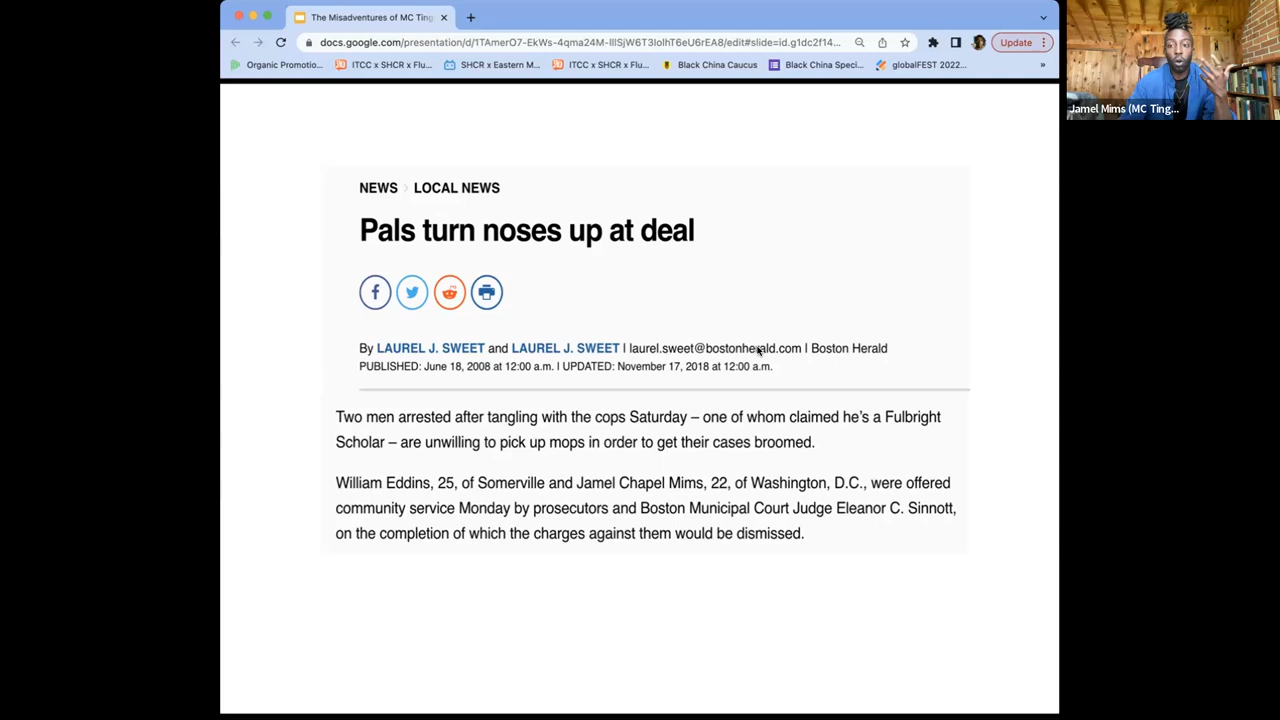 The Misadventures of MC Ting
docs.google.com/presentation/d/1TAmerO7-EkWs-4qma24M-IllSjW6T3IolhT6eU6rEA8/edit#slide=id.g1dc2f14...
Update
Organic Promotio...
ITCC x SHCR x Flu...
SHCR x Eastern M...
ITCC x SHCR x Flu...
Black China Caucus
Black China Speci...
globalFEST 2022...
»
Jamel Mims (MC Ting...
NEWS › LOCAL NEWS
Pals turn noses up at deal
By LAUREL J. SWEET and LAUREL J. SWEET | laurel.sweet@bostonherald.com | Boston Herald
PUBLISHED: June 18, 2008 at 12:00 a.m. | UPDATED: November 17, 2018 at 12:00 a.m.
Two men arrested after tangling with the cops Saturday – one of whom claimed he's a Fulbright
Scholar – are unwilling to pick up mops in order to get their cases broomed.
William Eddins, 25, of Somerville and Jamel Chapel Mims, 22, of Washington, D.C., were offered
community service Monday by prosecutors and Boston Municipal Court Judge Eleanor C. Sinnott,
on the completion of which the charges against them would be dismissed.